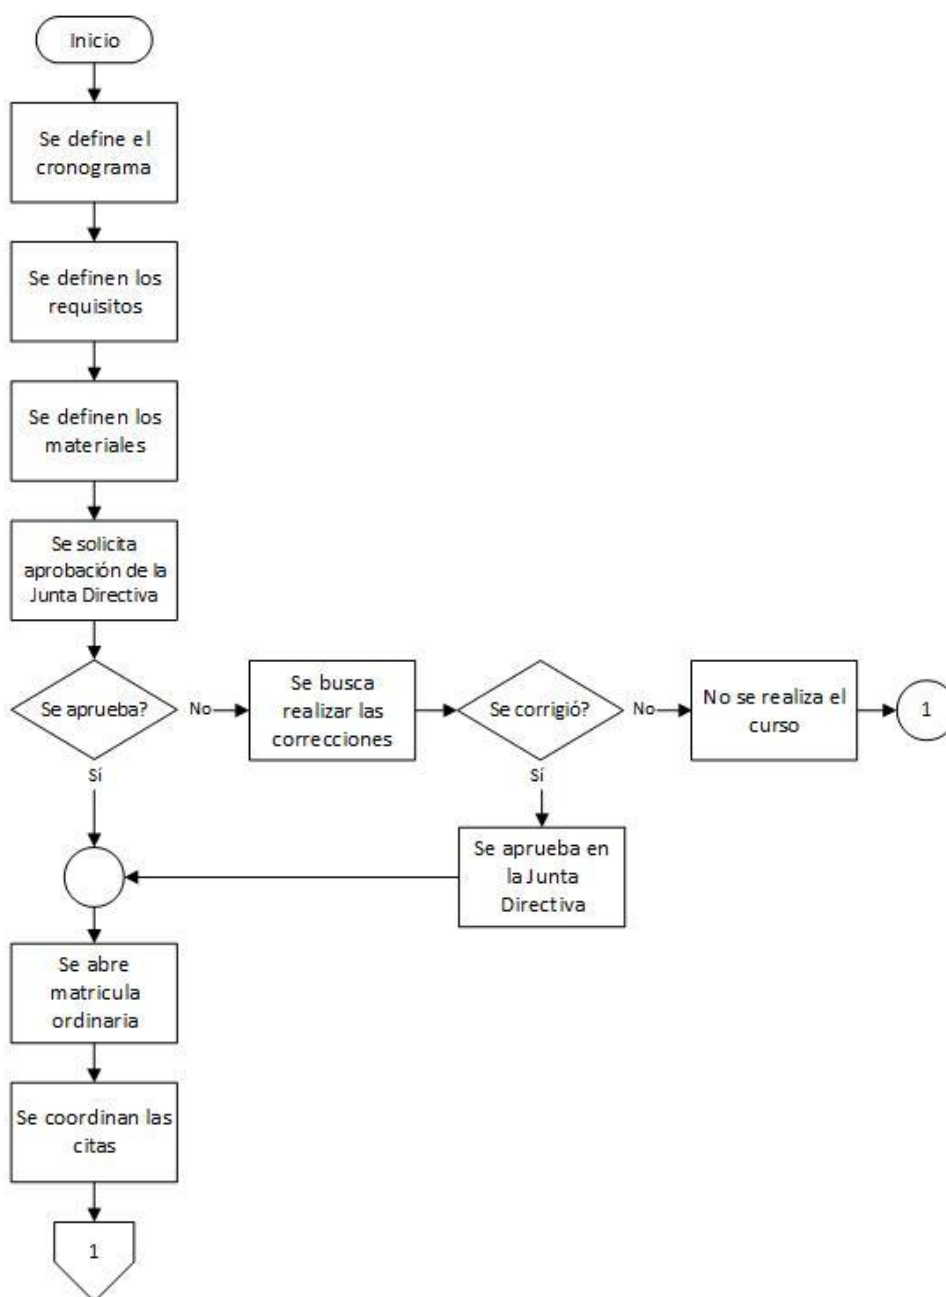 Inicio
Se define el
cronograma
Se definen los
requisitos
Se definen los
materiales
Se solicita
aprobación de la
Junta Directiva
Se aprueba?
No
Se busca
realizar las
correcciones
Se corrigió?
No
No se realiza el
curso
1
Sí
Sí
Se aprueba en
la Junta
Directiva
Se abre
matricula
ordinaria
Se coordinan las
citas
1